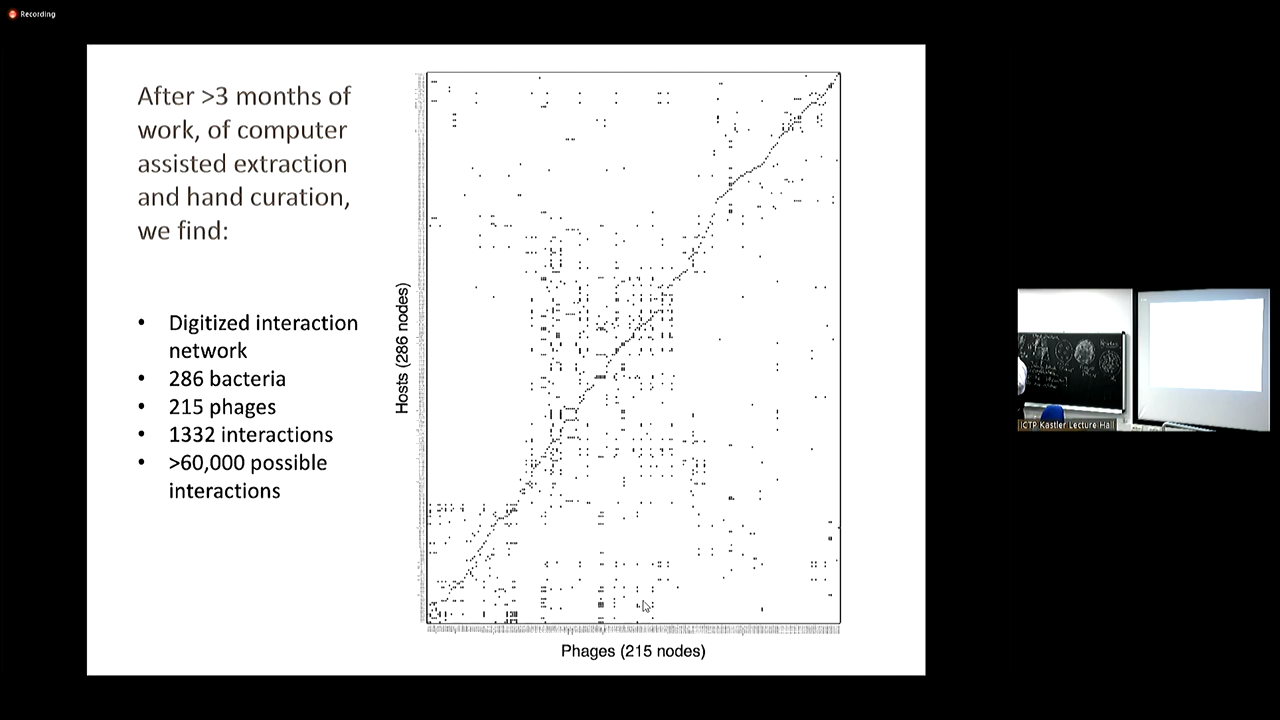 Recording
After >3 months of
work, of computer
assisted extraction
and hand curation,
we find:
• Digitized interaction
network
• 286 bacteria
• 215 phages
• 1332 interactions
• >60,000 possible
interactions
Hosts (286 nodes)
Phages (215 nodes)
ICTP Kastler Lecture Hall